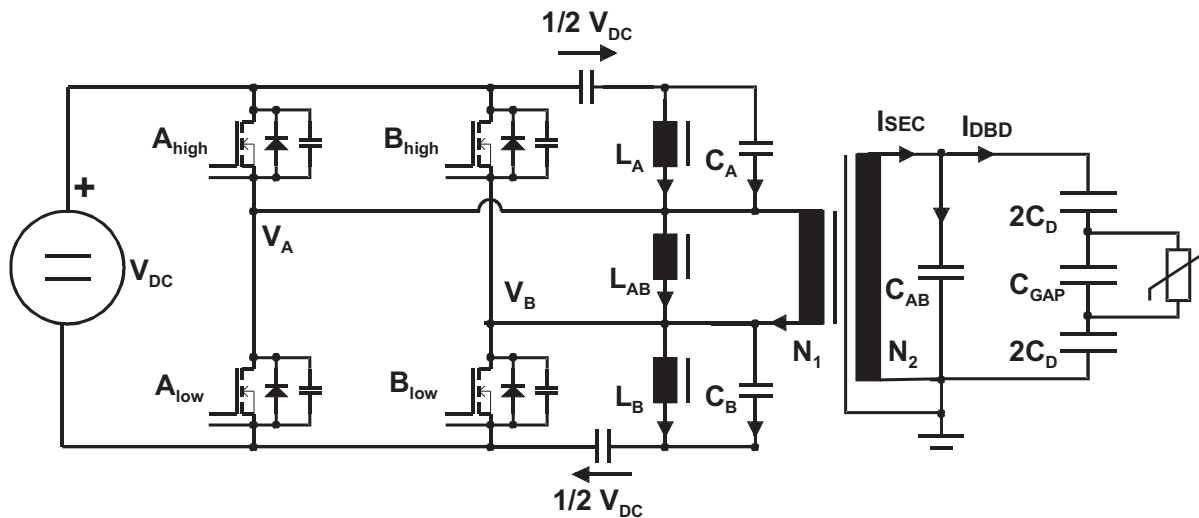 1/2 V_DC
A_high
B_high
L_A
C_A
I_SEC
I_DBD
+
V_DC
V_A
V_B
L_AB
C_AB
2C_D
C_GAP
2C_D
N_1
N_2
A_low
B_low
L_B
C_B
1/2 V_DC